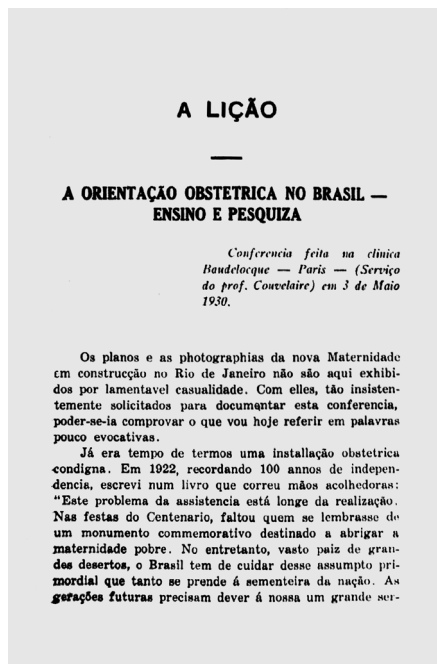 A LIÇÃO
A ORIENTAÇÃO OBSTETRICA NO BRASIL —
ENSINO E PESQUIZA
Conferencia feita na clinica
Baudelocque — Paris — (Serviço
do prof. Couvelaire) em 3 de Maio
1930.
Os planos e as photographias da nova Maternidade
em construcção no Rio de Janeiro não são aqui exhibi-
dos por lamentavel casualidade. Com elles, tão insisten-
temente solicitados para documentar esta conferencia,
poder-se-ia comprovar o que vou hoje referir em palavras
pouco evocativas.
Já era tempo de termos uma installação obstetrica
condigna. Em 1922, recordando 100 annos de indepen-
dencia, escrevi num livro que correu mãos acolhedoras:
"Este problema da assistencia está longe da realização.
Nas festas do Centenario, faltou quem se lembrasse de
um monumento commemorativo destinado a abrigar a
maternidade pobre. No entretanto, vasto paiz de gran-
des desertos, o Brasil tem de cuidar desse assumpto pri-
mordial que tanto se prende á sementeira da nação. As
gerações futuras precisam dever á nossa um grande ser-